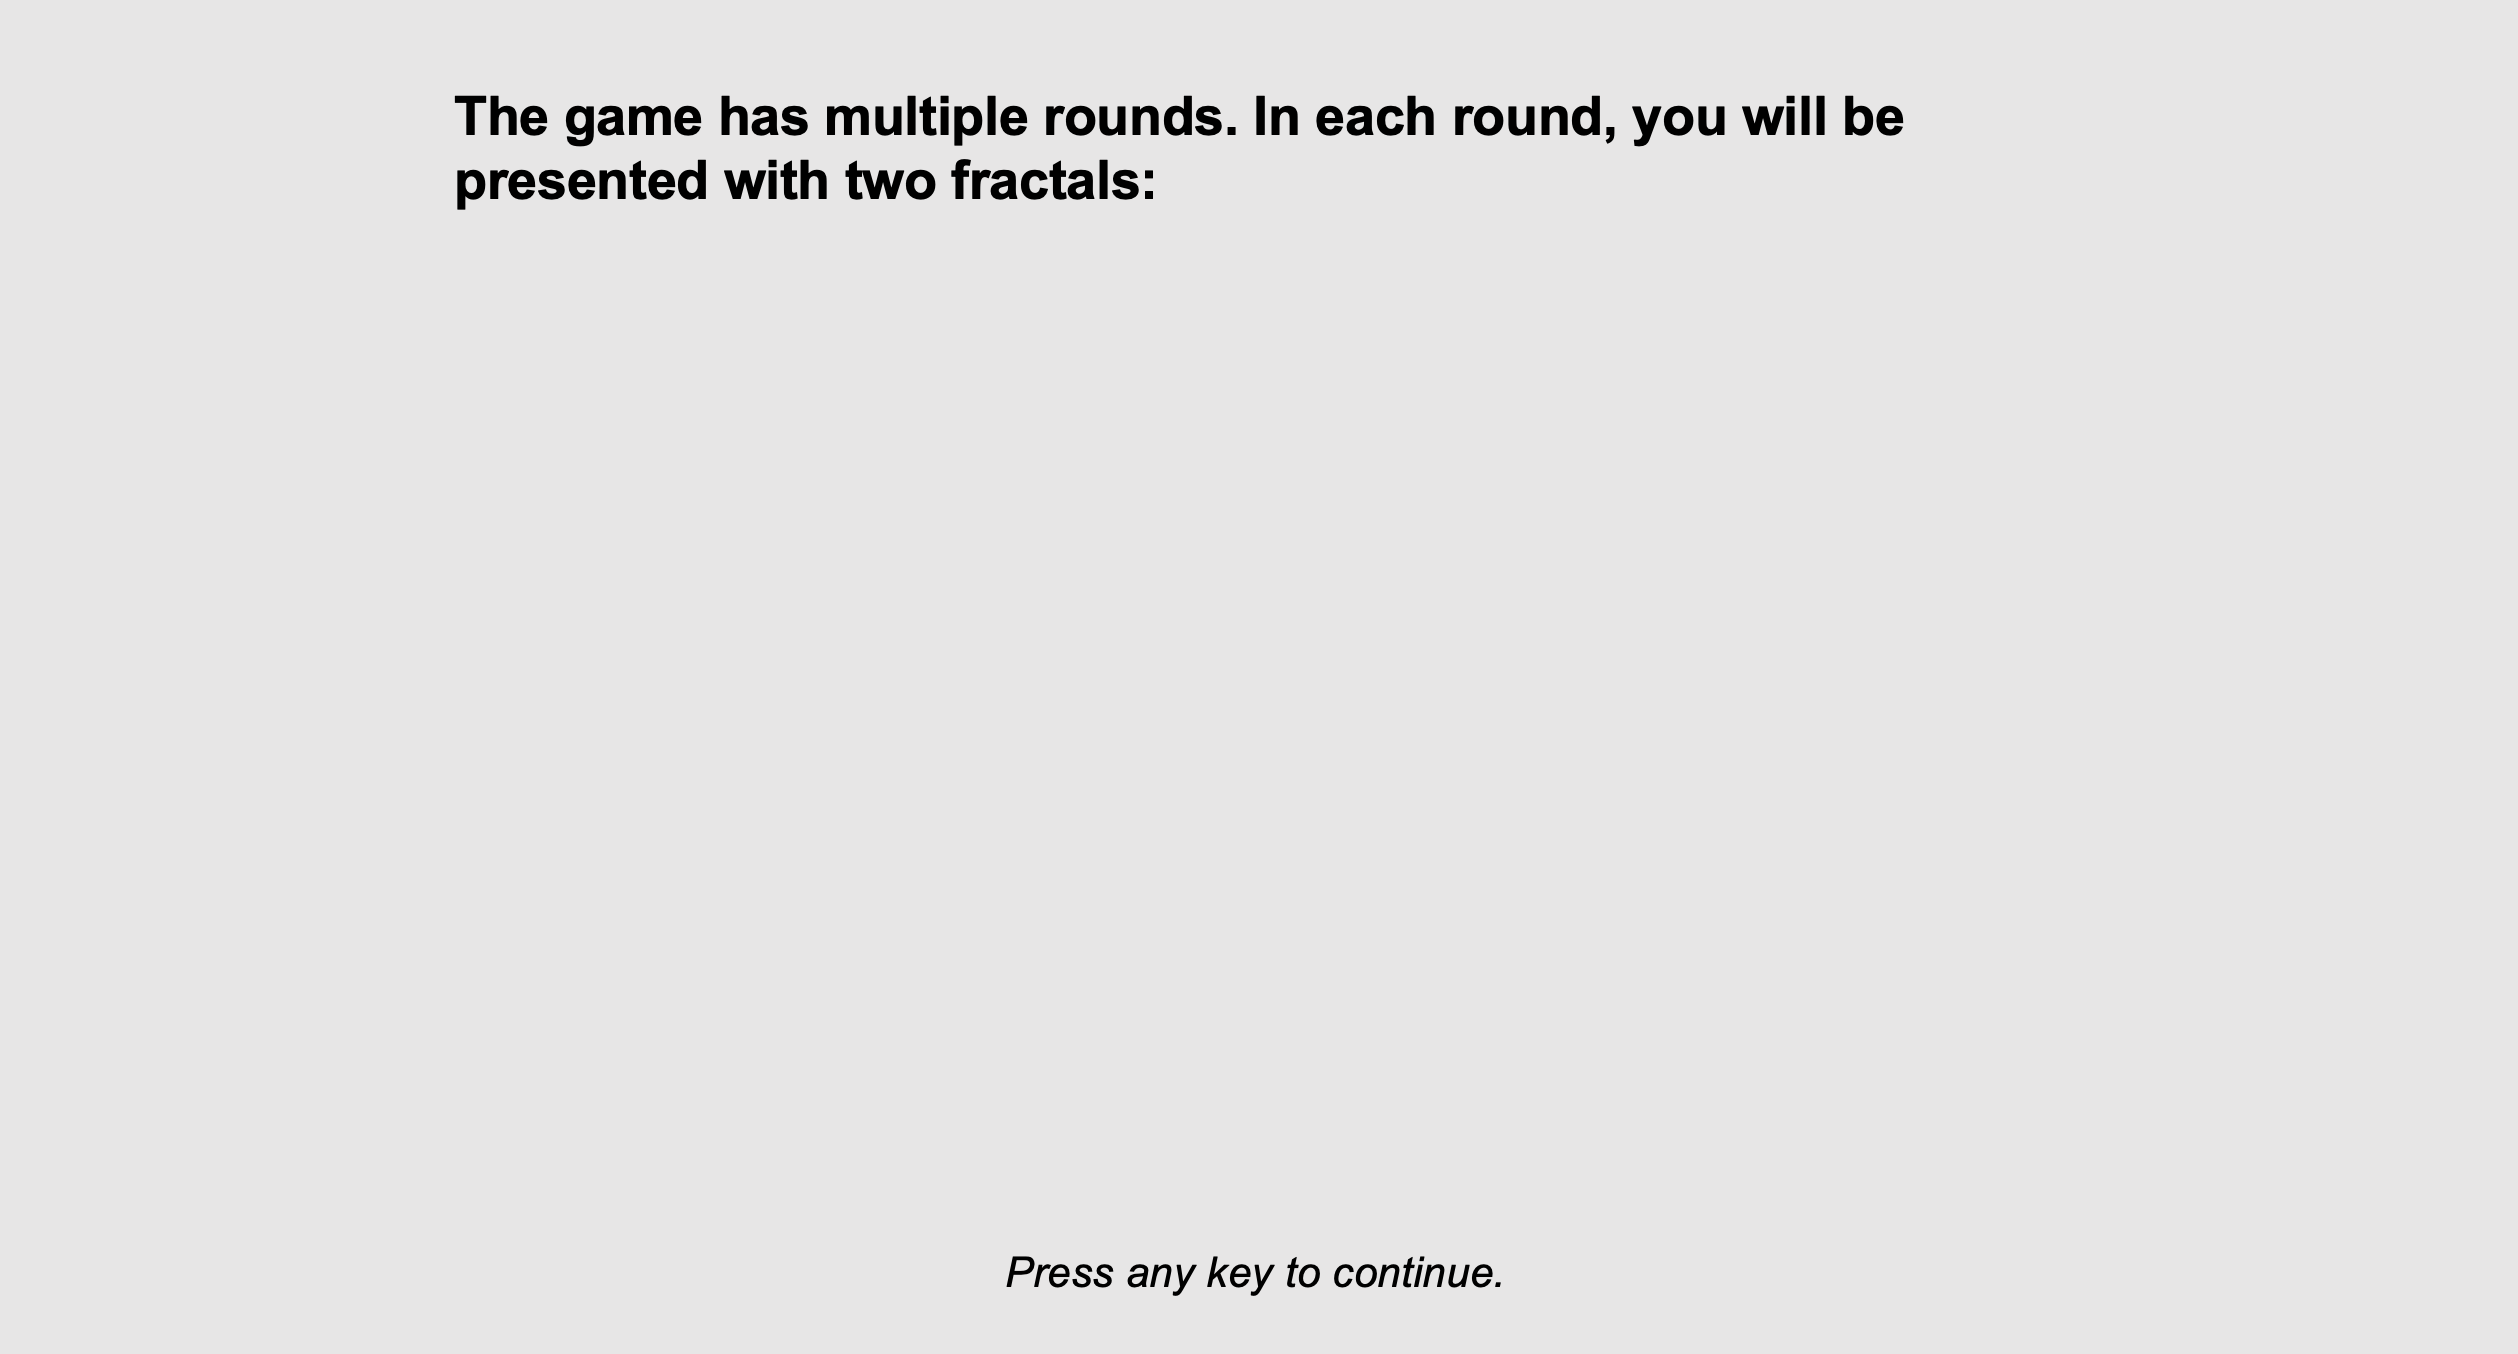 The game has multiple rounds. In each round, you will be
presented with two fractals:
Press any key to continue.